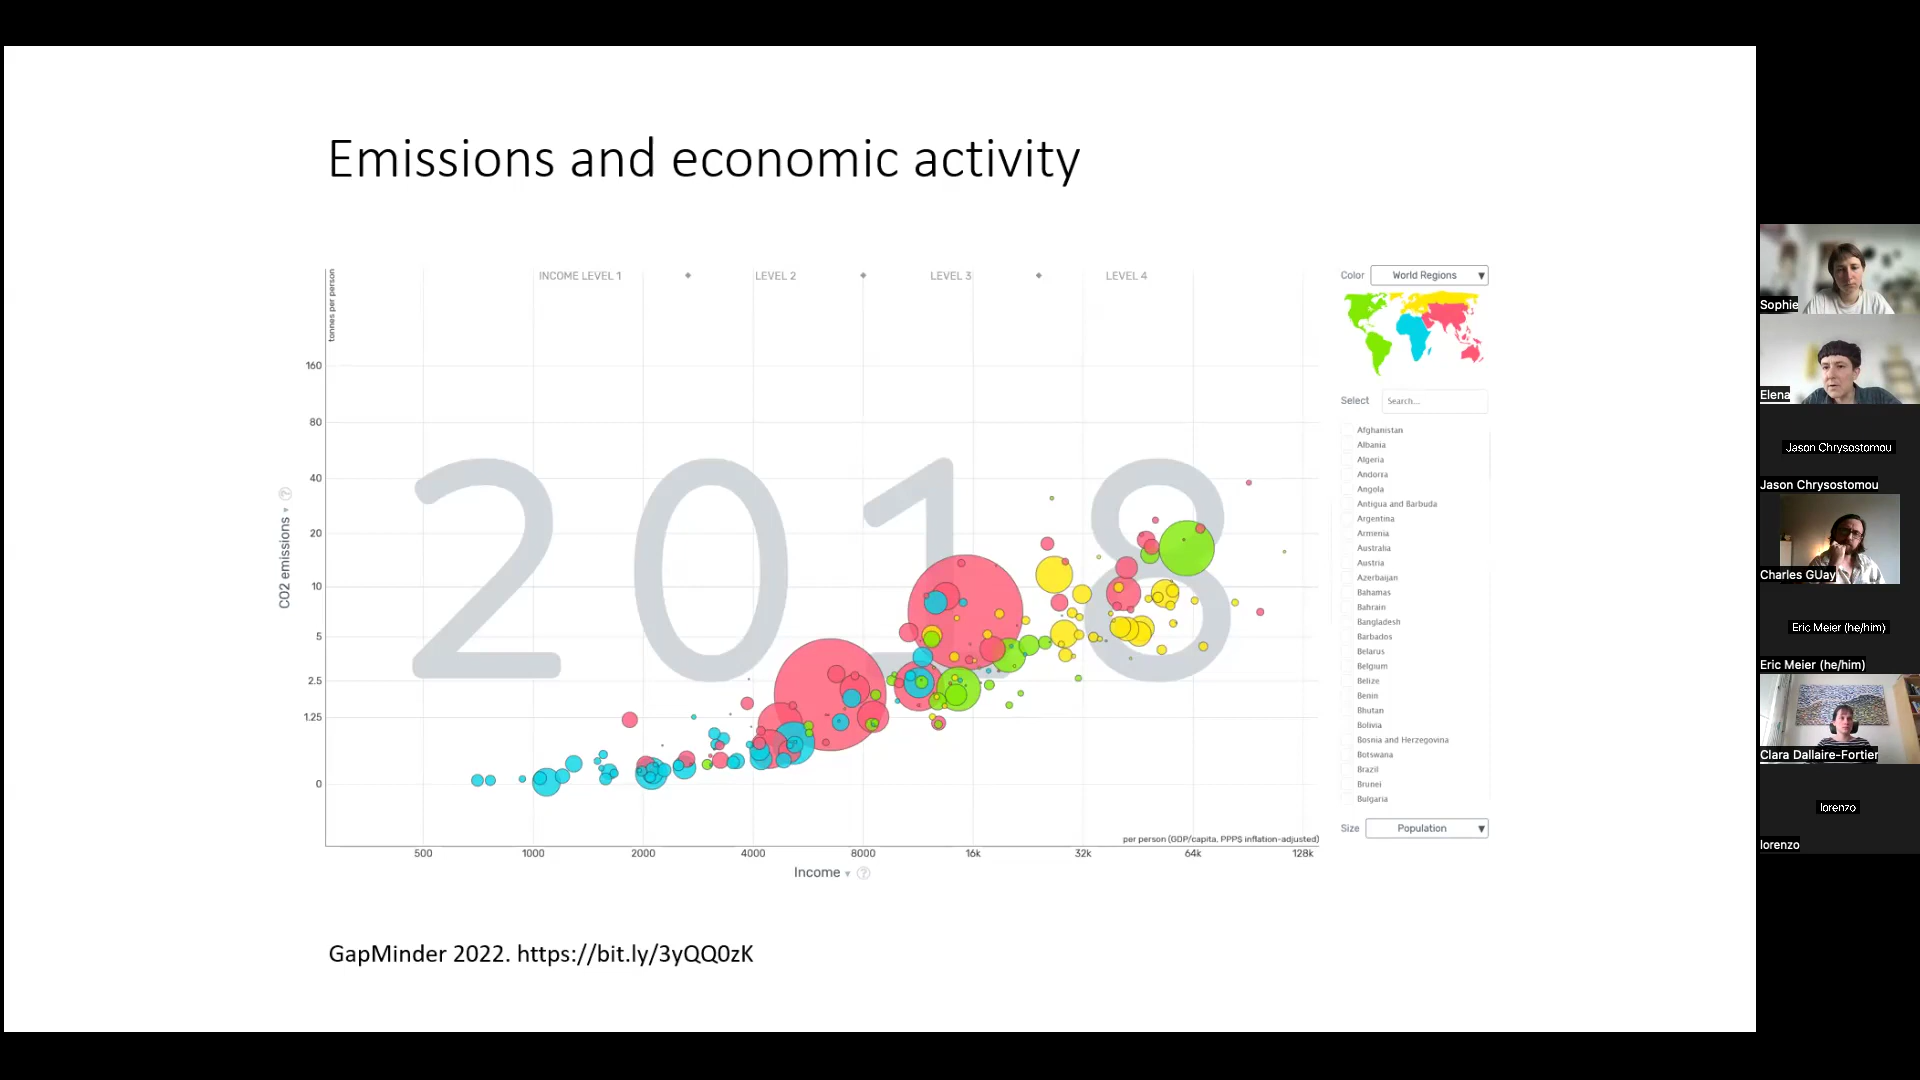 Emissions and economic activity
tonnes per person
INCOME LEVEL 1
LEVEL 2
LEVEL 3
LEVEL 4
CO2 emissions
160
80
40
20
10
5
2.5
1.25
0
2018
per person (GDP/capita, PPP$ inflation-adjusted)
500
1000
2000
4000
8000
16k
32k
64k
128k
Income
Color
World Regions
Select
Search...
Afghanistan
Albania
Algeria
Andorra
Angola
Antigua and Barbuda
Argentina
Armenia
Australia
Austria
Azerbaijan
Bahamas
Bahrain
Bangladesh
Barbados
Belarus
Belgium
Belize
Benin
Bhutan
Bolivia
Bosnia and Herzegovina
Botswana
Brazil
Brunei
Bulgaria
Size
Population
GapMinder 2022. https://bit.ly/3yQQ0zK
Sophie
Elena
Jason Chrysostomou
Jason Chrysostomou
Charles GUay
Eric Meier (he/him)
Eric Meier (he/him)
Clara Dallaire-Fortier
lorenzo
lorenzo